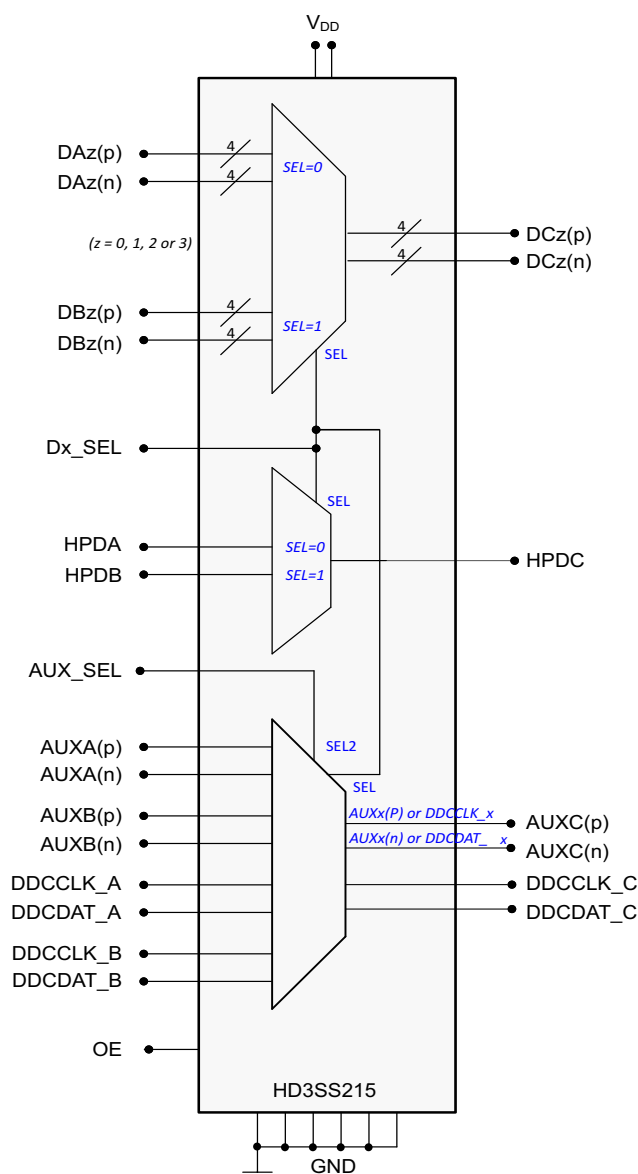 VDD
DAz(p)
4
SEL=0
DAz(n)
4
(z = 0, 1, 2 or 3)
4
DCz(p)
4
DCz(n)
DBz(p)
4
SEL=1
DBz(n)
4
SEL
Dx_SEL
SEL
HPDA
SEL=0
HPDC
HPDB
SEL=1
AUX_SEL
AUXA(p)
SEL2
AUXA(n)
SEL
AUXB(p)
AUXx(P) or DDCCLK_x
AUXC(p)
AUXB(n)
AUXx(n) or DDCDAT_ x
AUXC(n)
DDCCLK_A
DDCCLK_C
DDCDAT_A
DDCDAT_C
DDCCLK_B
DDCDAT_B
OE
HD3SS215
GND